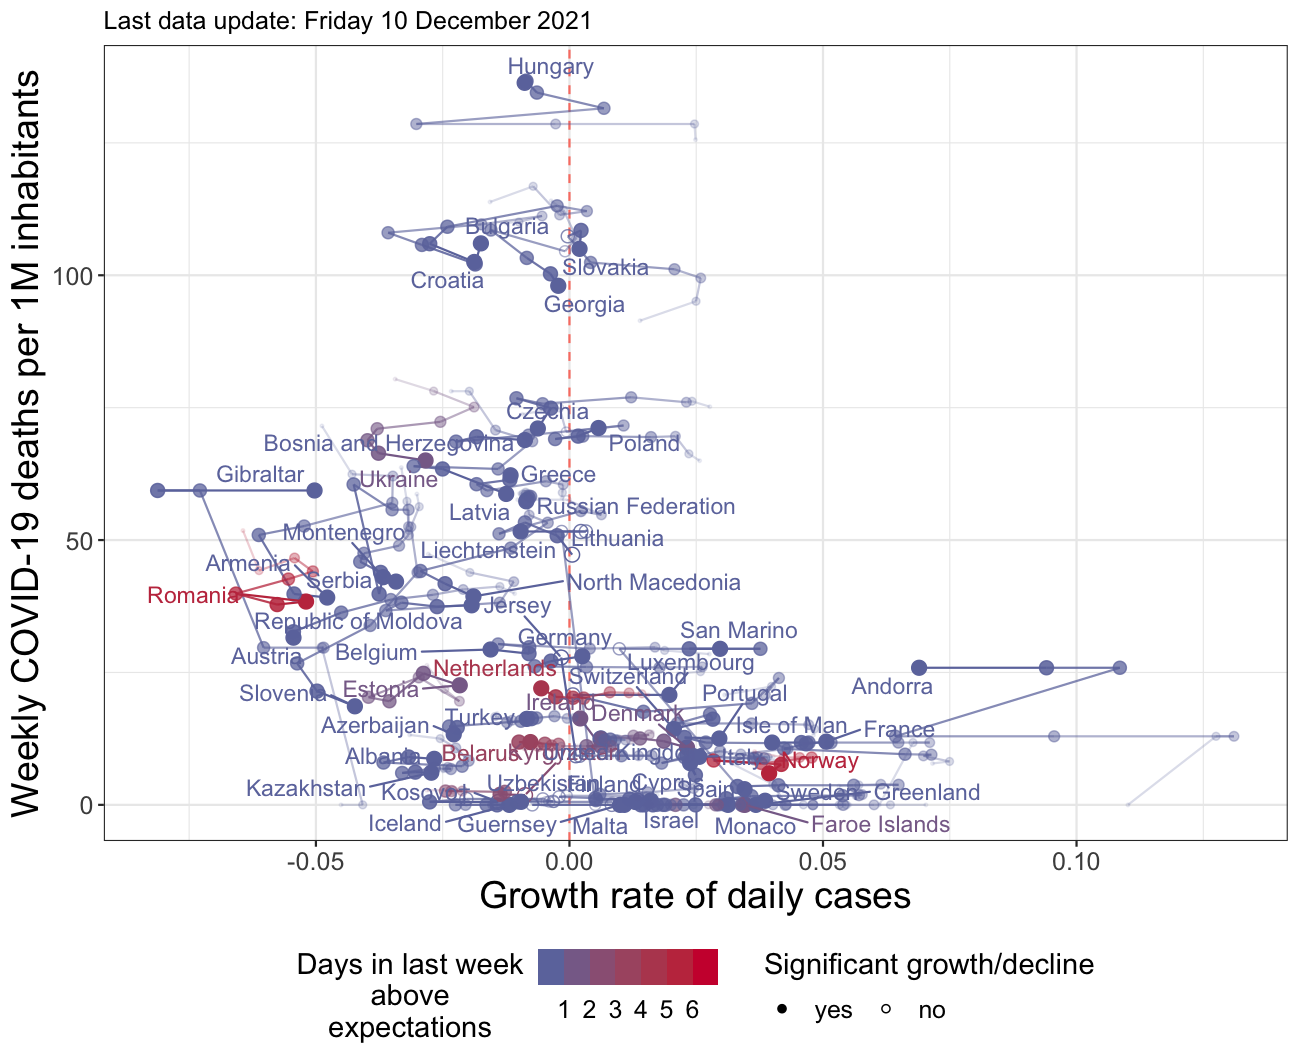 Last data update: Friday 10 December 2021
Weekly COVID-19 deaths per 1M inhabitants
Hungary
Bulgaria
100
Slovakia
Croatia
Georgia
Czechia
Bosnia and Herzegovina
Poland
Gibraltar
Greece
Ukraine
Russian Federation
Latvia
Montenegro
50
Lithuania
Liechtenstein
Armenia
Serbia
North Macedonia
Romania
Jersey
Republic of Moldova
San Marino
Germany
Austria
Belgium
Luxembourg
Netherlands
Switzerland
Andorra
Slovenia
Estonia
Portugal
Ireland
Denmark
Turkey
Azerbaijan
Isle of Man
France
Albania
Belarus
Kyrgyzstan
United Kingdom
Italy
Norway
Kazakhstan
Kosovo
Uzbekistan
Finland
Cyprus
Spain
Sweden
Greenland
0
Iceland
Guernsey
Malta
Israel
Monaco
Faroe Islands
-0.05
0.00
0.05
0.10
Growth rate of daily cases
Days in last week
above
expectations
1 2 3 4 5 6
Significant growth/decline
yes
no